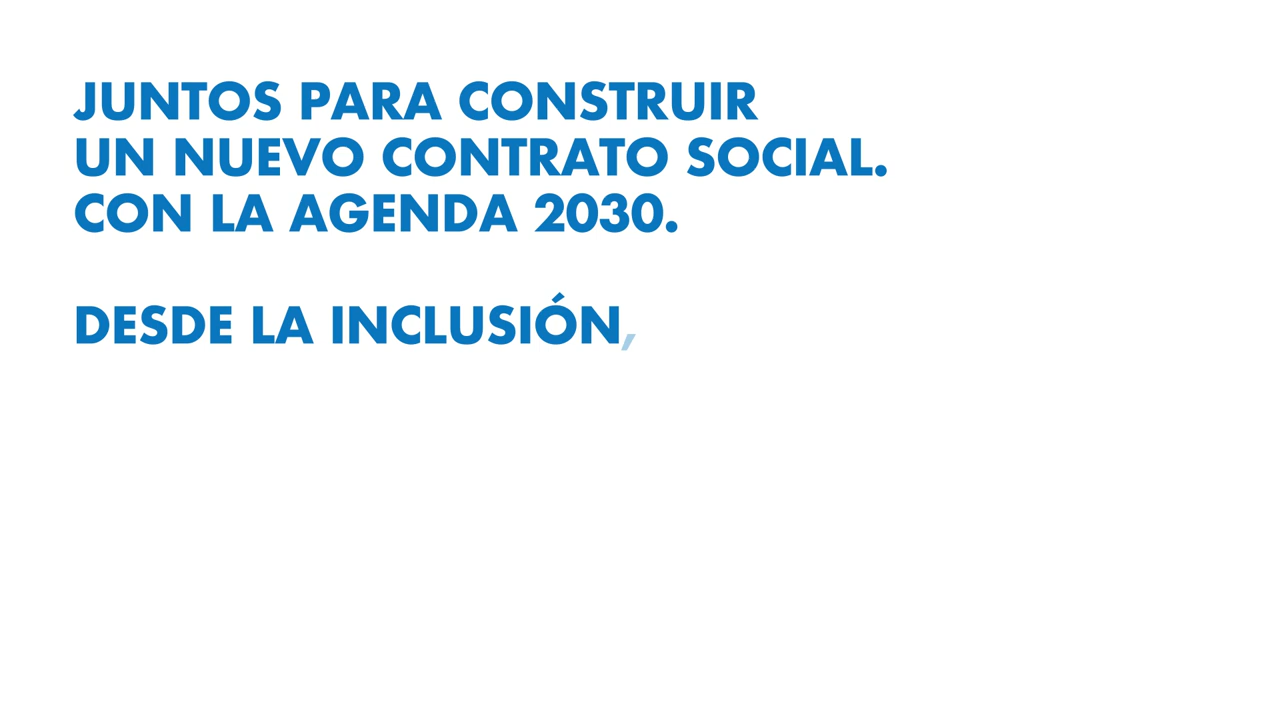 JUNTOS PARA CONSTRUIR
UN NUEVO CONTRATO SOCIAL.
CON LA AGENDA 2030.
DESDE LA INCLUSIÓN,